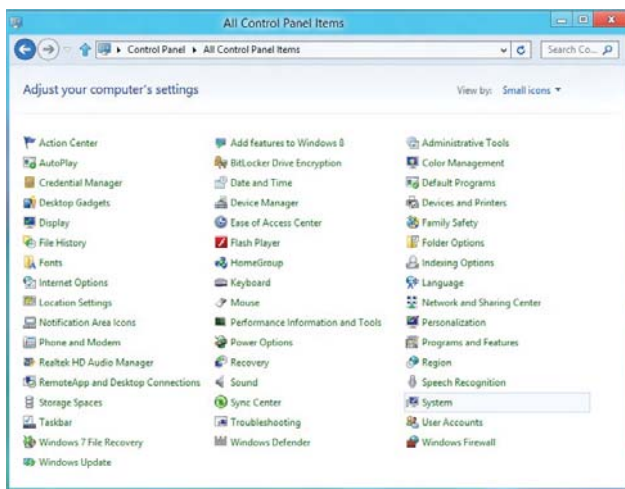 All Control Panel Items
Control Panel All Control Panel Items Search Co...
Adjust your computer's settings View by: Small icons
Action Center Add features to Windows 8 Administrative Tools
AutoPlay BitLocker Drive Encryption Color Management
Credential Manager Date and Time Default Programs
Desktop Gadgets Device Manager Devices and Printers
Display Ease of Access Center Family Safety
File History Flash Player Folder Options
Fonts HomeGroup Indexing Options
Internet Options Keyboard Language
Location Settings Mouse Network and Sharing Center
Notification Area Icons Performance Information and Tools Personalization
Phone and Modem Power Options Programs and Features
Realtek HD Audio Manager Recovery Region
RemoteApp and Desktop Connections Sound Speech Recognition
Storage Spaces Sync Center System
Taskbar Troubleshooting User Accounts
Windows 7 File Recovery Windows Defender Windows Firewall
Windows Update